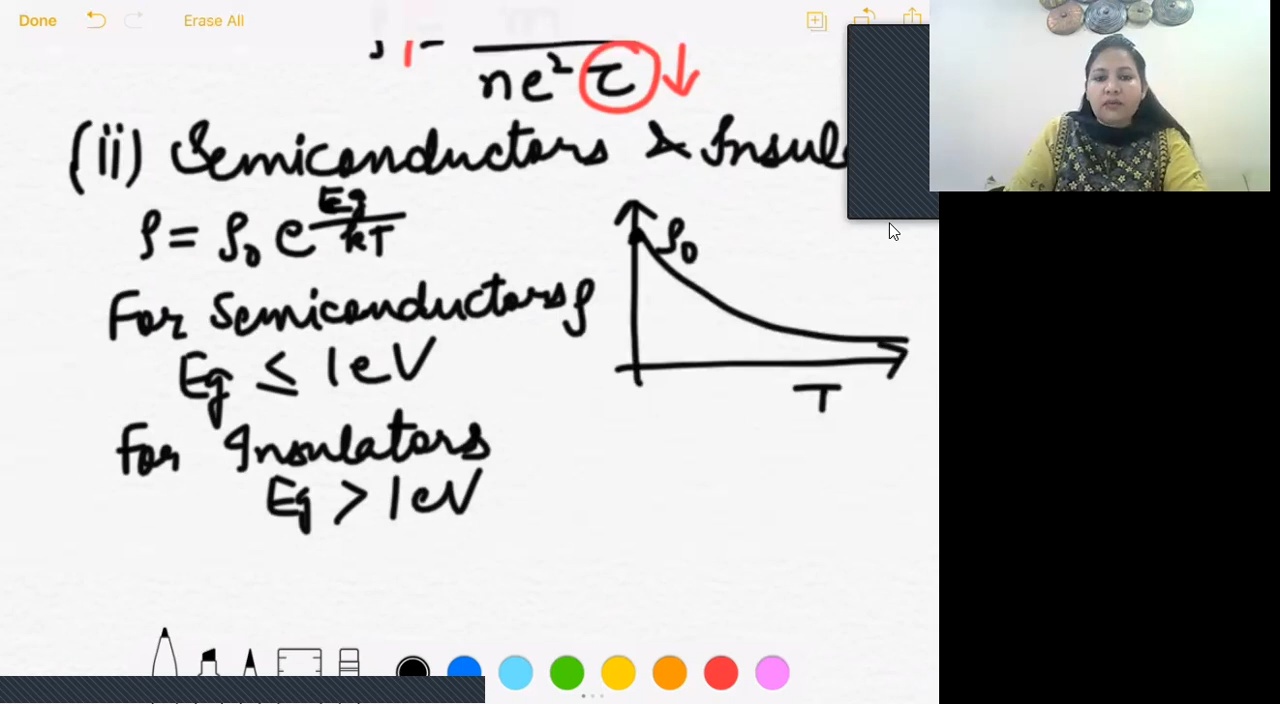 Done
Erase All
ρ =
ne² τ ↓
(ii) Semiconductors & Insul
ρ = ρ₀ e^(Eg/kT)
For Semiconductors
Eg ≤ 1eV
For Insulators
Eg > 1eV
ρ₀
ρ
T